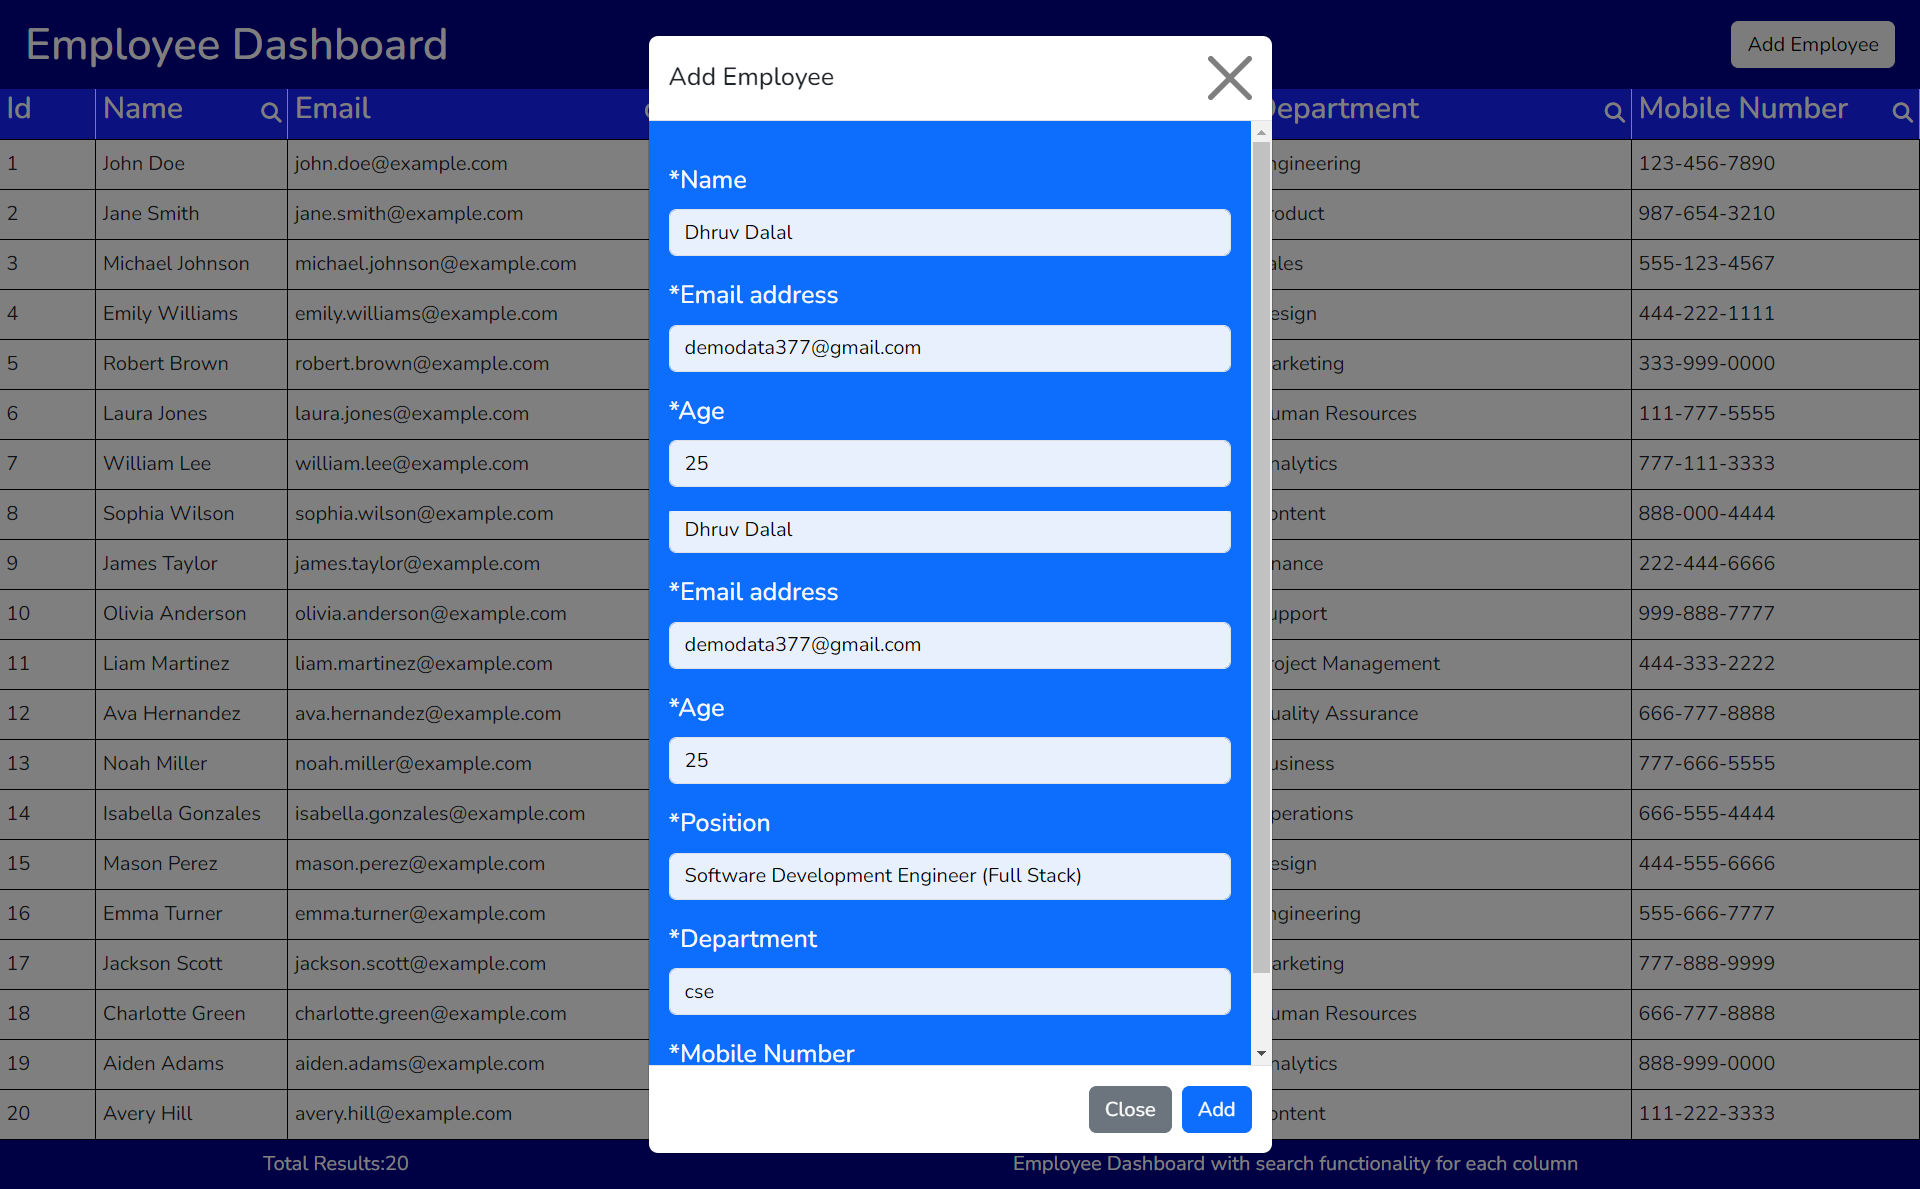 Employee Dashboard
Add Employee
Id Name Email Department Mobile Number
1 John Doe john.doe@example.com ngineering 123-456-7890
2 Jane Smith jane.smith@example.com roduct 987-654-3210
3 Michael Johnson michael.johnson@example.com ales 555-123-4567
4 Emily Williams emily.williams@example.com esign 444-222-1111
5 Robert Brown robert.brown@example.com arketing 333-999-0000
6 Laura Jones laura.jones@example.com uman Resources 111-777-5555
7 William Lee william.lee@example.com nalytics 777-111-3333
8 Sophia Wilson sophia.wilson@example.com ontent 888-000-4444
9 James Taylor james.taylor@example.com nance 222-444-6666
10 Olivia Anderson olivia.anderson@example.com upport 999-888-7777
11 Liam Martinez liam.martinez@example.com roject Management 444-333-2222
12 Ava Hernandez ava.hernandez@example.com uality Assurance 666-777-8888
13 Noah Miller noah.miller@example.com usiness 777-666-5555
14 Isabella Gonzales isabella.gonzales@example.com perations 666-555-4444
15 Mason Perez mason.perez@example.com esign 444-555-6666
16 Emma Turner emma.turner@example.com ngineering 555-666-7777
17 Jackson Scott jackson.scott@example.com arketing 777-888-9999
18 Charlotte Green charlotte.green@example.com uman Resources 666-777-8888
19 Aiden Adams aiden.adams@example.com nalytics 888-999-0000
20 Avery Hill avery.hill@example.com ontent 111-222-3333
Total Results:20
Employee Dashboard with search functionality for each column
Add Employee
*Name
Dhruv Dalal
*Email address
demodata377@gmail.com
*Age
25
Dhruv Dalal
*Email address
demodata377@gmail.com
*Age
25
*Position
Software Development Engineer (Full Stack)
*Department
cse
*Mobile Number
Close
Add